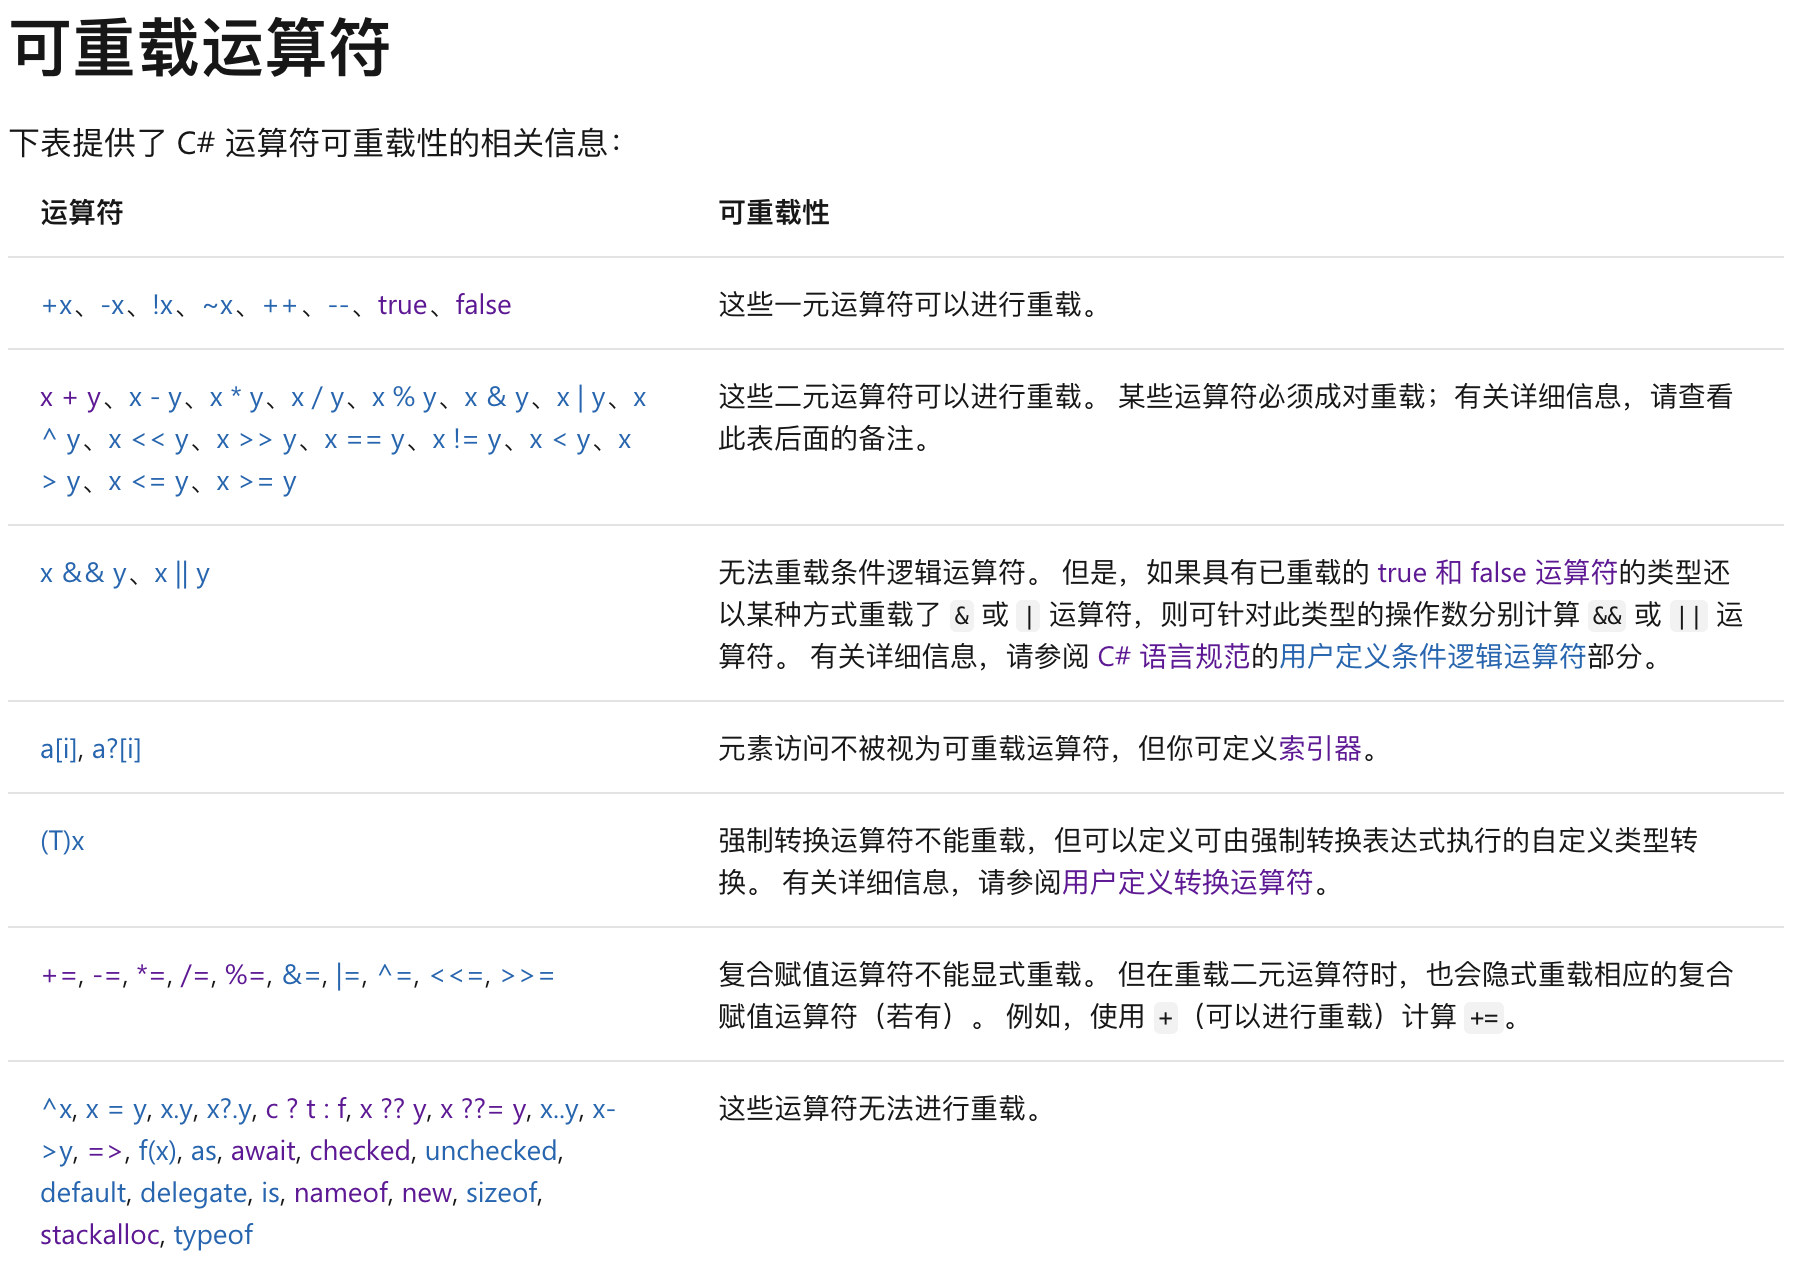 可重载运算符
下表提供了 C# 运算符可重载性的相关信息：
运算符
可重载性
+x、-x、!x、~x、++、--、true、false
这些一元运算符可以进行重载。
x + y、x - y、x * y、x / y、x % y、x & y、x | y、x
^ y、x << y、x >> y、x == y、x != y、x < y、x
> y、x <= y、x >= y
这些二元运算符可以进行重载。 某些运算符必须成对重载；有关详细信息，请查看
此表后面的备注。
x && y、x || y
无法重载条件逻辑运算符。 但是，如果具有已重载的 true 和 false 运算符的类型还
以某种方式重载了 & 或 | 运算符，则可针对此类型的操作数分别计算 && 或 || 运
算符。 有关详细信息，请参阅 C# 语言规范的用户定义条件逻辑运算符部分。
a[i], a?[i]
元素访问不被视为可重载运算符，但你可定义索引器。
(T)x
强制转换运算符不能重载，但可以定义可由强制转换表达式执行的自定义类型转
换。 有关详细信息，请参阅用户定义转换运算符。
+=, -=, *=, /=, %=, &=, |=, ^=, <<=, >>=
复合赋值运算符不能显式重载。 但在重载二元运算符时，也会隐式重载相应的复合
赋值运算符（若有）。 例如，使用 +（可以进行重载）计算 +=。
^x, x = y, x.y, x?.y, c ? t : f, x ?? y, x ??= y, x..y, x-
>y, =>, f(x), as, await, checked, unchecked,
default, delegate, is, nameof, new, sizeof,
stackalloc, typeof
这些运算符无法进行重载。